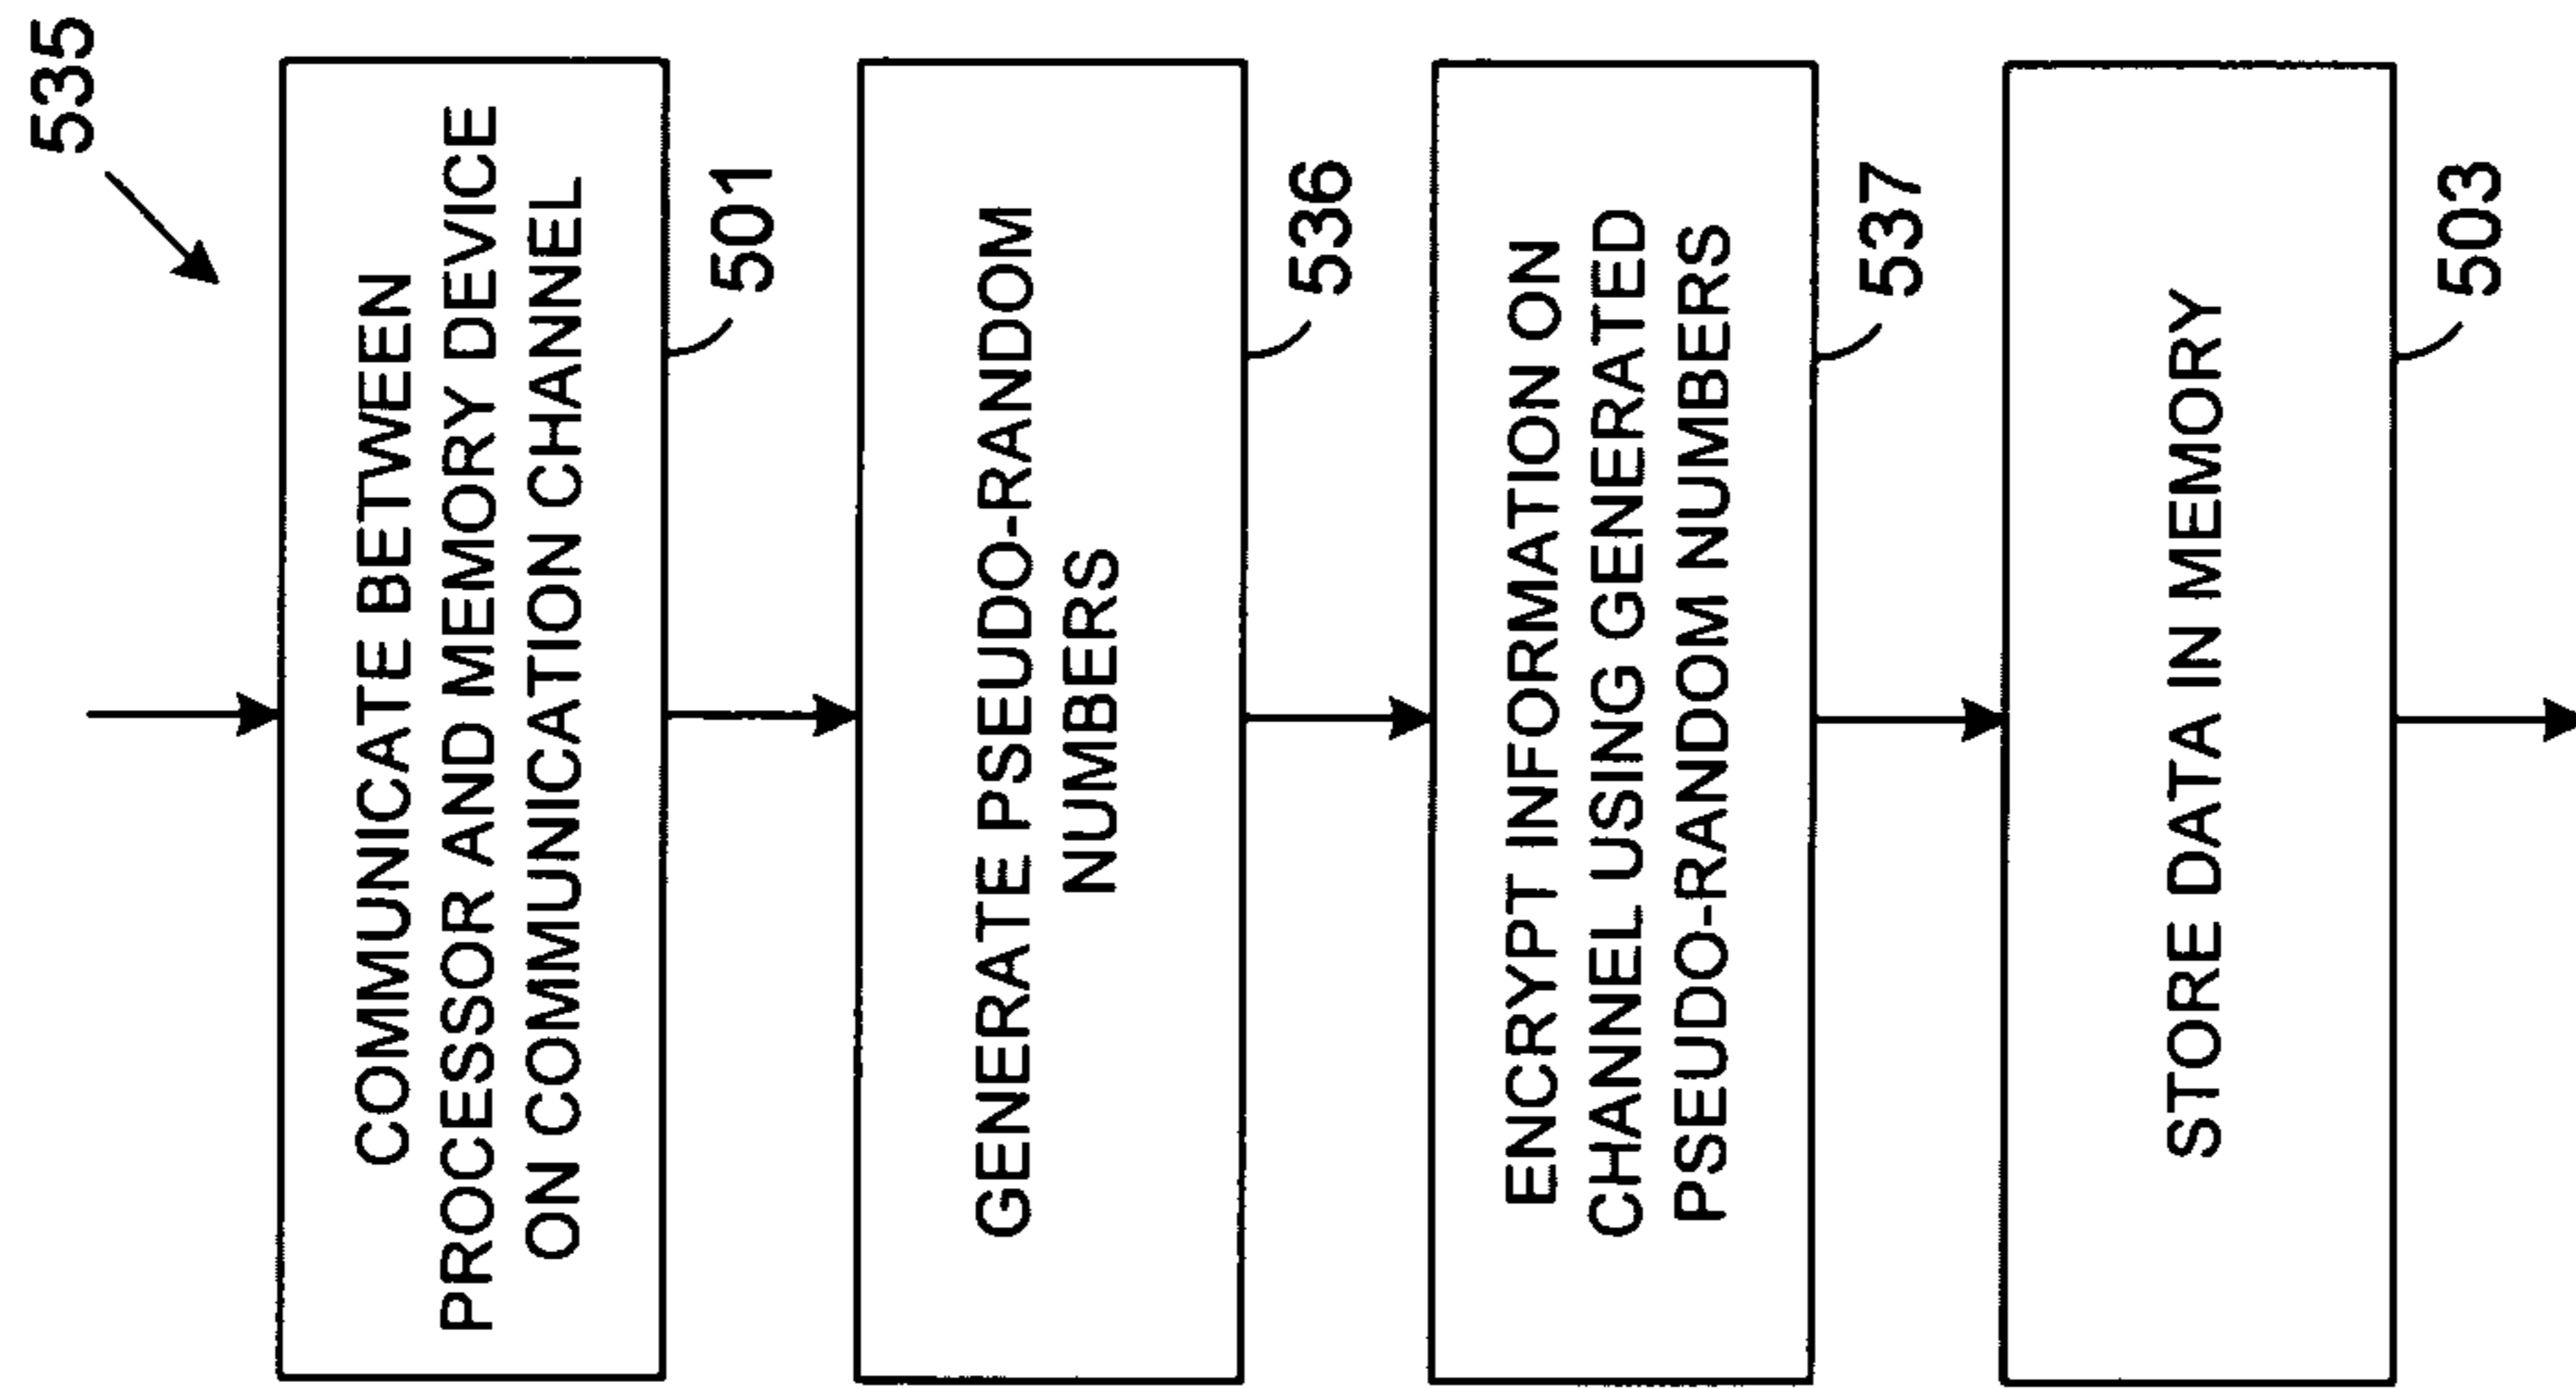 535
COMMUNICATE BETWEEN
PROCESSOR AND MEMORY DEVICE
ON COMMUNICATION CHANNEL
501
GENERATE PSEUDO-RANDOM
NUMBERS
536
ENCRYPT INFORMATION ON
CHANNEL USING GENERATED
PSEUDO-RANDOM NUMBERS
537
STORE DATA IN MEMORY
503